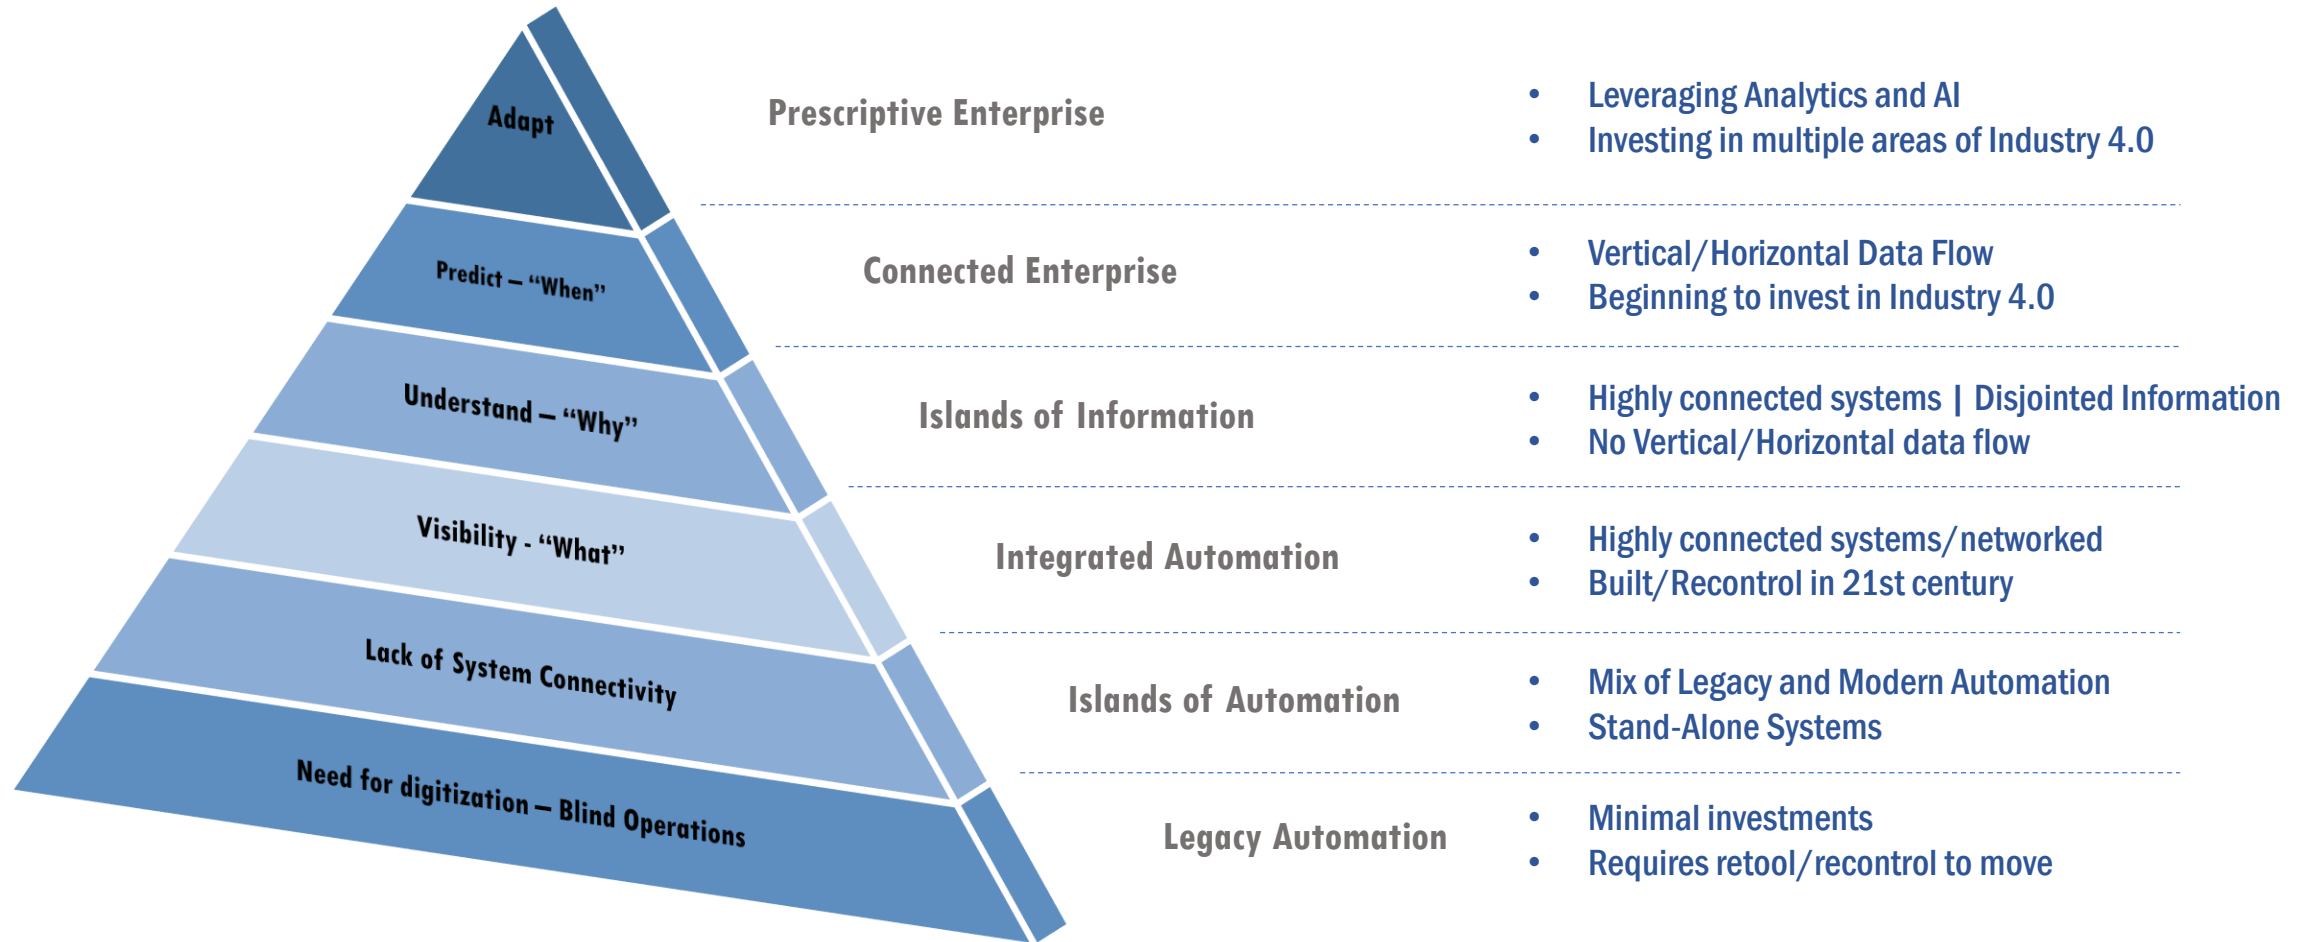 Adapt
Prescriptive Enterprise
• Leveraging Analytics and AI
• Investing in multiple areas of Industry 4.0
Predict – “When”
Connected Enterprise
• Vertical/Horizontal Data Flow
• Beginning to invest in Industry 4.0
Understand – “Why”
Islands of Information
• Highly connected systems | Disjointed Information
• No Vertical/Horizontal data flow
Visibility - “What”
Integrated Automation
• Highly connected systems/networked
• Built/Recontrol in 21st century
Lack of System Connectivity
Islands of Automation
• Mix of Legacy and Modern Automation
• Stand-Alone Systems
Need for digitization – Blind Operations
Legacy Automation
• Minimal investments
• Requires retool/recontrol to move